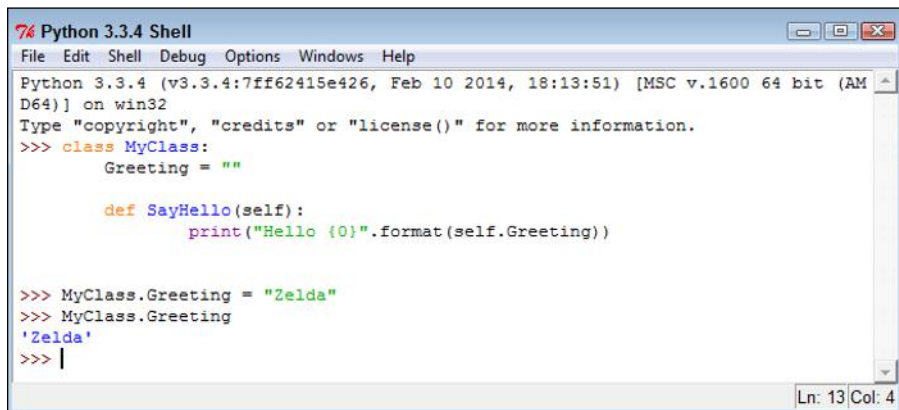 Python 3.3.4 Shell
File Edit Shell Debug Options Windows Help
Python 3.3.4 (v3.3.4:7ff62415e426, Feb 10 2014, 18:13:51) [MSC v.1600 64 bit (AM
D64)] on win32
Type "copyright", "credits" or "license()" for more information.
>>> class MyClass:
        Greeting = ""
        def SayHello(self):
                print("Hello {0}".format(self.Greeting))
>>> MyClass.Greeting = "Zelda"
>>> MyClass.Greeting
'Zelda'
>>>
Ln: 13 Col: 4